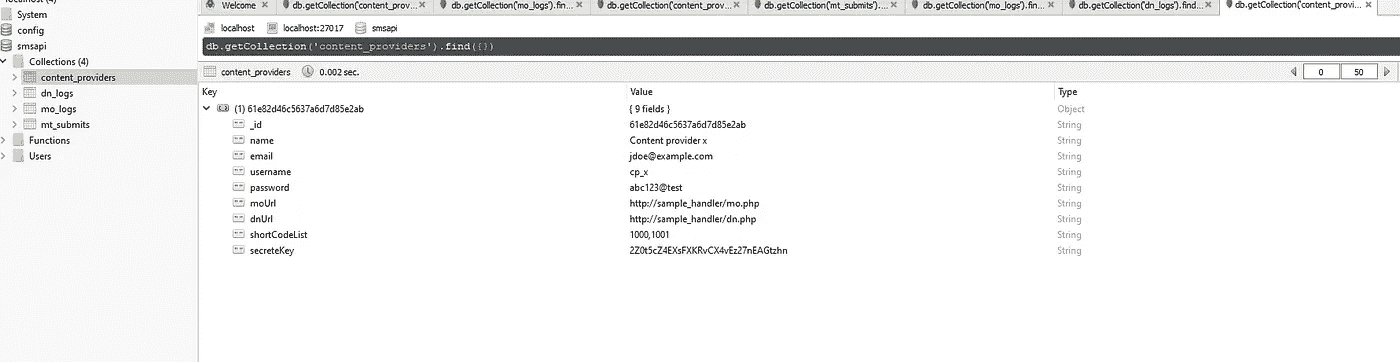 localhost (4)
Welcome
db.getCollection('content_prov...
db.getCollection('mo_logs').fin...
db.getCollection('content_prov...
db.getCollection('mt_submits')....
db.getCollection('mo_logs').fin...
db.getCollection('dn_logs').find...
db.getCollection('content_provi...
System
config
smsapi
Collections (4)
content_providers
dn_logs
mo_logs
mt_submits
Functions
Users
localhost localhost:27017 smsapi
db.getCollection('content_providers').find({})
content_providers 0.002 sec. 0 50
Key Value Type
(1) 61e82d46c5637a6d7d85e2ab { 9 fields } Object
_id 61e82d46c5637a6d7d85e2ab String
name Content provider x String
email jdoe@example.com String
username cp_x String
password abc123@test String
moUrl http://sample_handler/mo.php String
dnUrl http://sample_handler/dn.php String
shortCodeList 1000,1001 String
secreteKey 2Z0t5cZ4EXsFXKRvCX4vEz27nEAGtzhn String